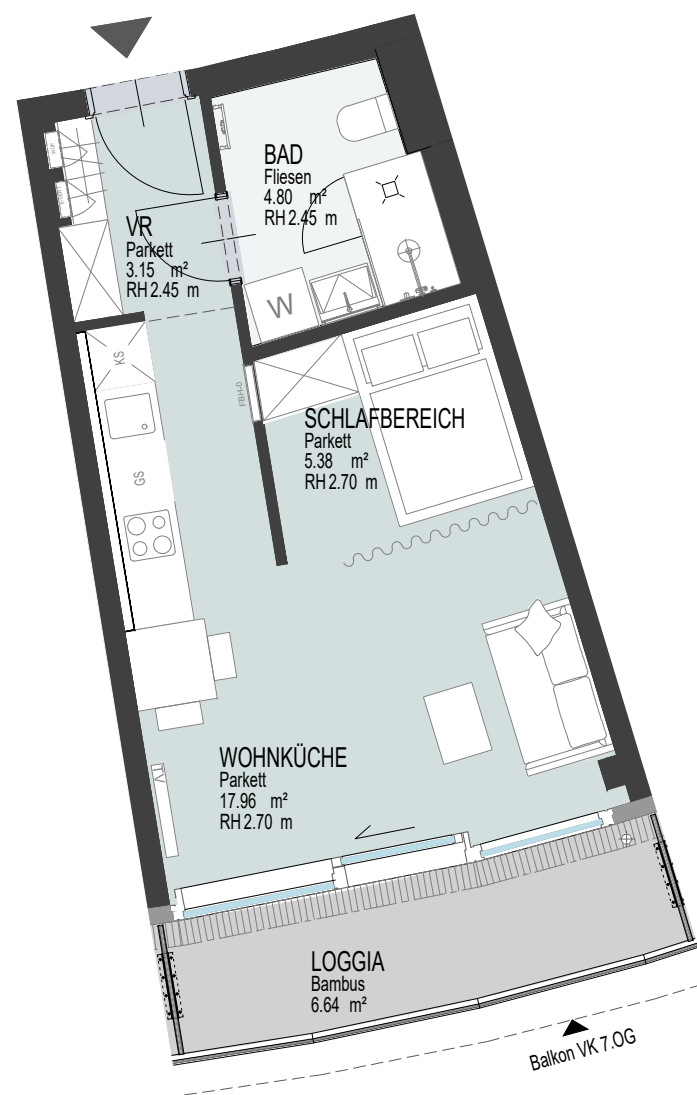 BAD
Fliesen
4.80 m²
RH 2.45 m
VR
Parkett
3.15 m²
RH 2.45 m
W
KS
FBH-0
SCHLAFBEREICH
Parkett
5.38 m²
RH 2.70 m
GS
WOHNKÜCHE
Parkett
17.96 m²
RH 2.70 m
LOGGIA
Bambus
6.64 m²
Balkon VK 7.OG